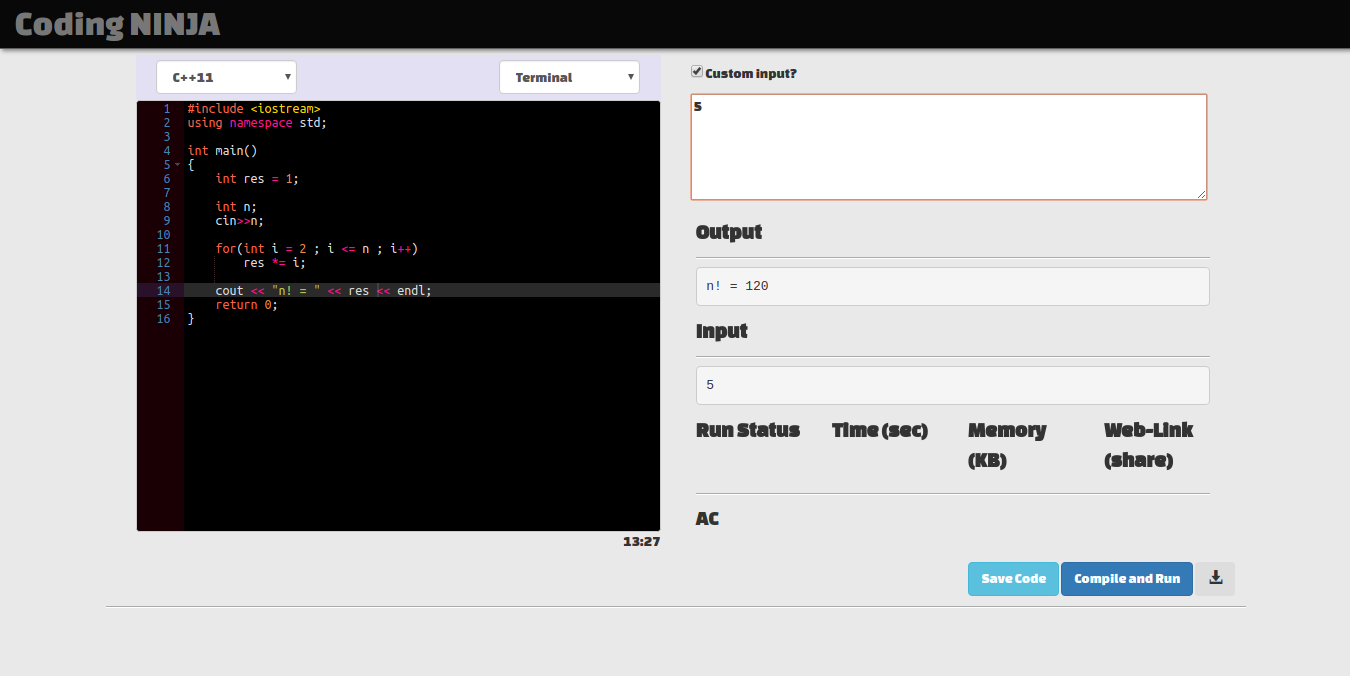 Coding NINJA
C++11
Terminal
1 #include <iostream>
2 using namespace std;
3
4 int main()
5 {
6     int res = 1;
7
8     int n;
9     cin>>n;
10
11     for(int i = 2 ; i <= n ; i++)
12         res *= i;
13
14     cout << "n! = " << res << endl;
15     return 0;
16 }
13:27
Custom input?
5
Output
n! = 120
Input
5
Run Status Time (sec) Memory (KB) Web-Link (share)
AC
Save Code Compile and Run